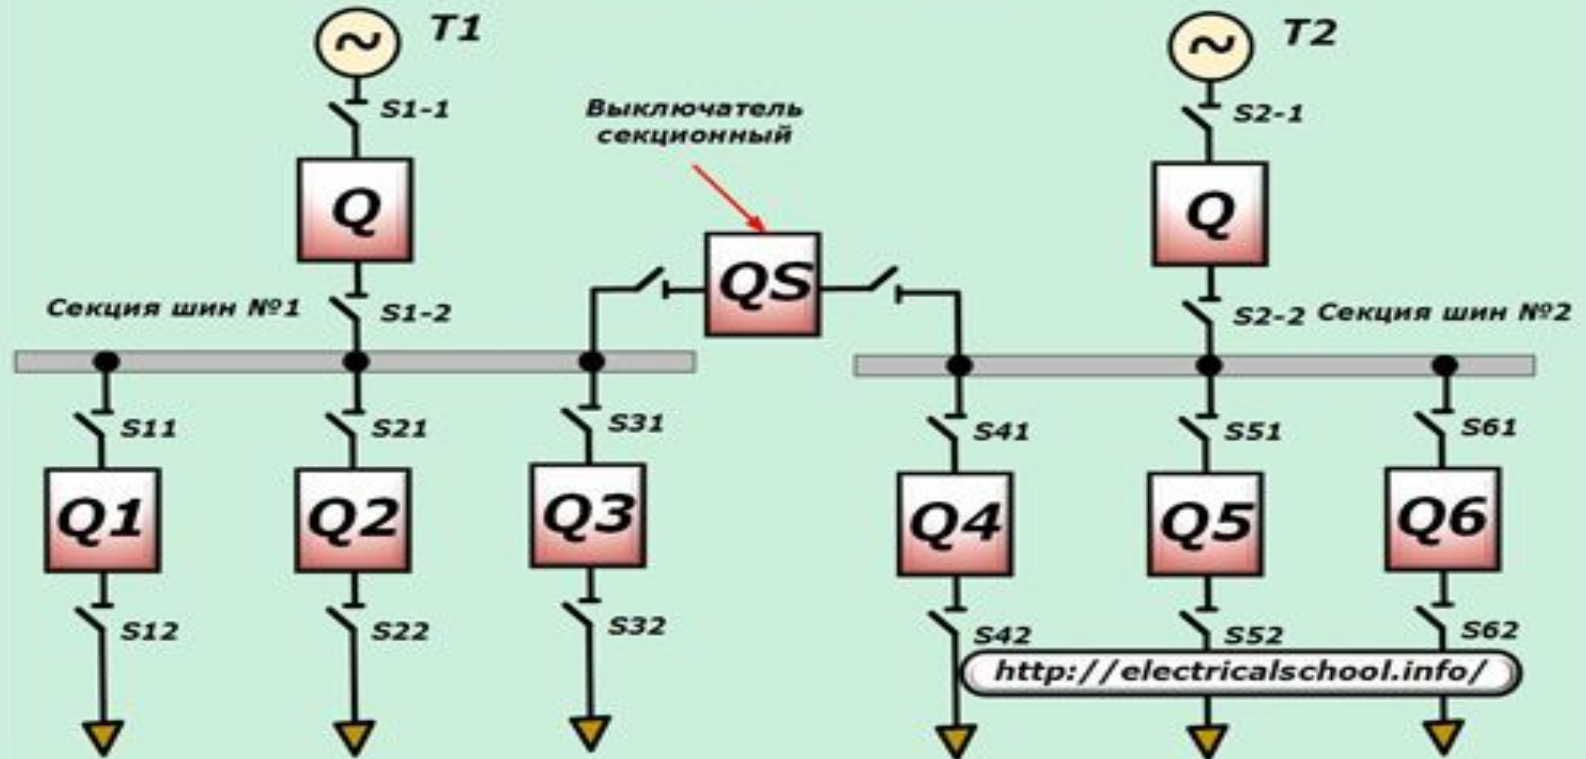 T1
T2
S1-1
Выключатель
секционный
S2-1
Q
Q
QS
Секция шин №1
S1-2
S2-2
Секция шин №2
S11
S21
S31
S41
S51
S61
Q1
Q2
Q3
Q4
Q5
Q6
S12
S22
S32
S42
S52
S62
http://electricalschool.info/